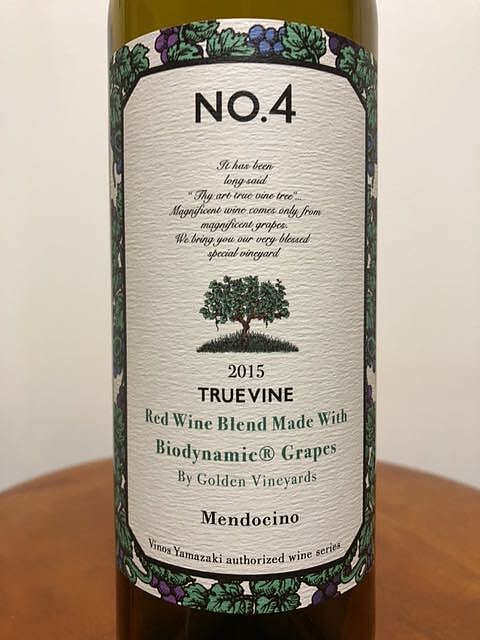 NO.4
It has been
long said
"Thy art true vine tree"...
Magnificent wine comes only from
magnificent grapes.
We bring you our very blessed
special vineyard
2015
TRUEVINE
Red Wine Blend Made With
Biodynamic® Grapes
By Golden Vineyards
Mendocino
Vinos Yamazaki authorized wine series